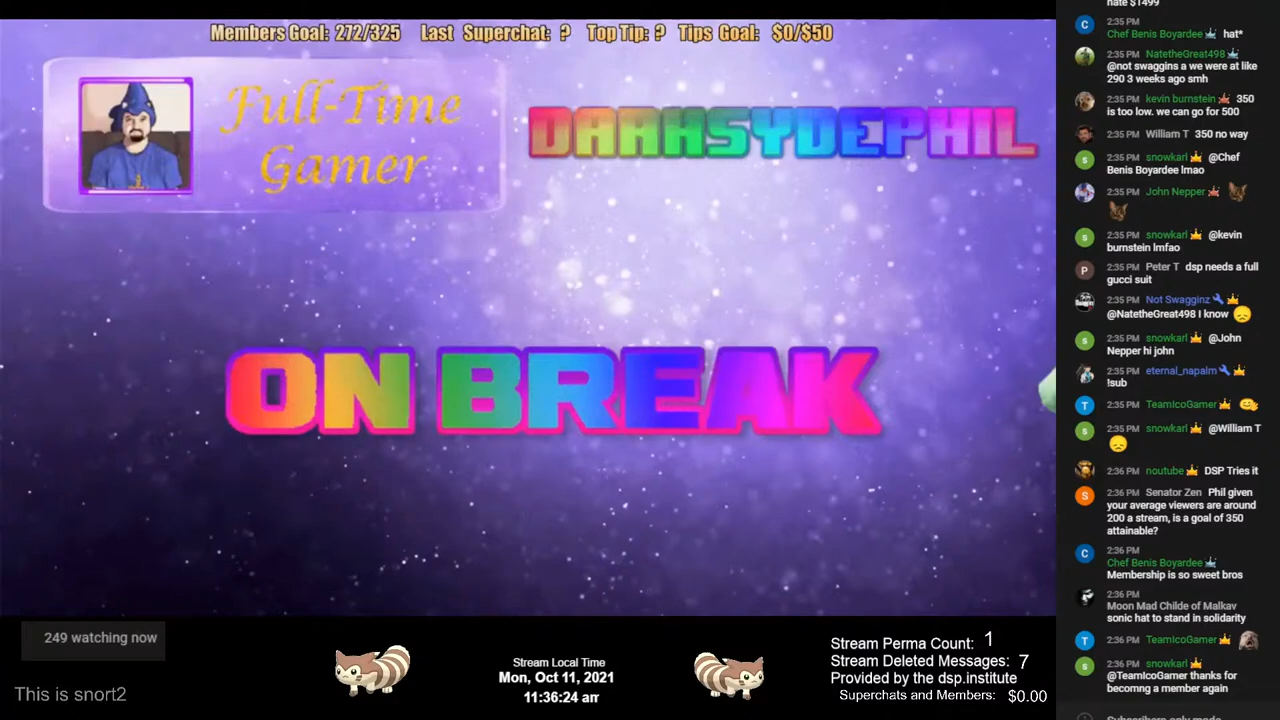 Members Goal: 272/325 Last Superchat: ? Top Tip: ? Tips Goal: $0/$50
Full-Time
Gamer
DARKSYDEPHIL
ON BREAK
249 watching now
This is snort2
Stream Local Time
Mon, Oct 11, 2021
11:36:24 am
Stream Perma Count: 1
Stream Deleted Messages: 7
Provided by the dsp.institute
Superchats and Members: $0.00
hate $1499
C
2:35 PM
Chef Benis Boyardee hat*
2:35 PM NatetheGreat498
@not swaggins a we were at like
290 3 weeks ago smh
2:35 PM kevin burnstein 350
is too low. we can go for 500
2:35 PM William T 350 no way
s 2:35 PM snowkarl @Chef
Benis Boyardee lmao
2:35 PM John Nepper
s 2:35 PM snowkarl @kevin
burnstein lmfao
P 2:35 PM Peter T dsp needs a full
gucci suit
2:35 PM Not Swagginz
@NatetheGreat498 I know
s 2:35 PM snowkarl @John
Nepper hi john
2:35 PM eternal_napalm
!sub
T 2:35 PM TeamIcoGamer
s 2:35 PM snowkarl @William T
2:36 PM noutube DSP Tries it
S 2:36 PM Senator Zen Phil given
your average viewers are around
200 a stream, is a goal of 350
attainable?
C 2:36 PM
Chef Benis Boyardee
Membership is so sweet bros
2:36 PM
Moon Mad Childe of Malkav
sonic hat to stand in solidarity
T 2:36 PM TeamIcoGamer
s 2:36 PM snowkarl
@TeamIcoGamer thanks for
becomng a member again
Subscribers-only mode